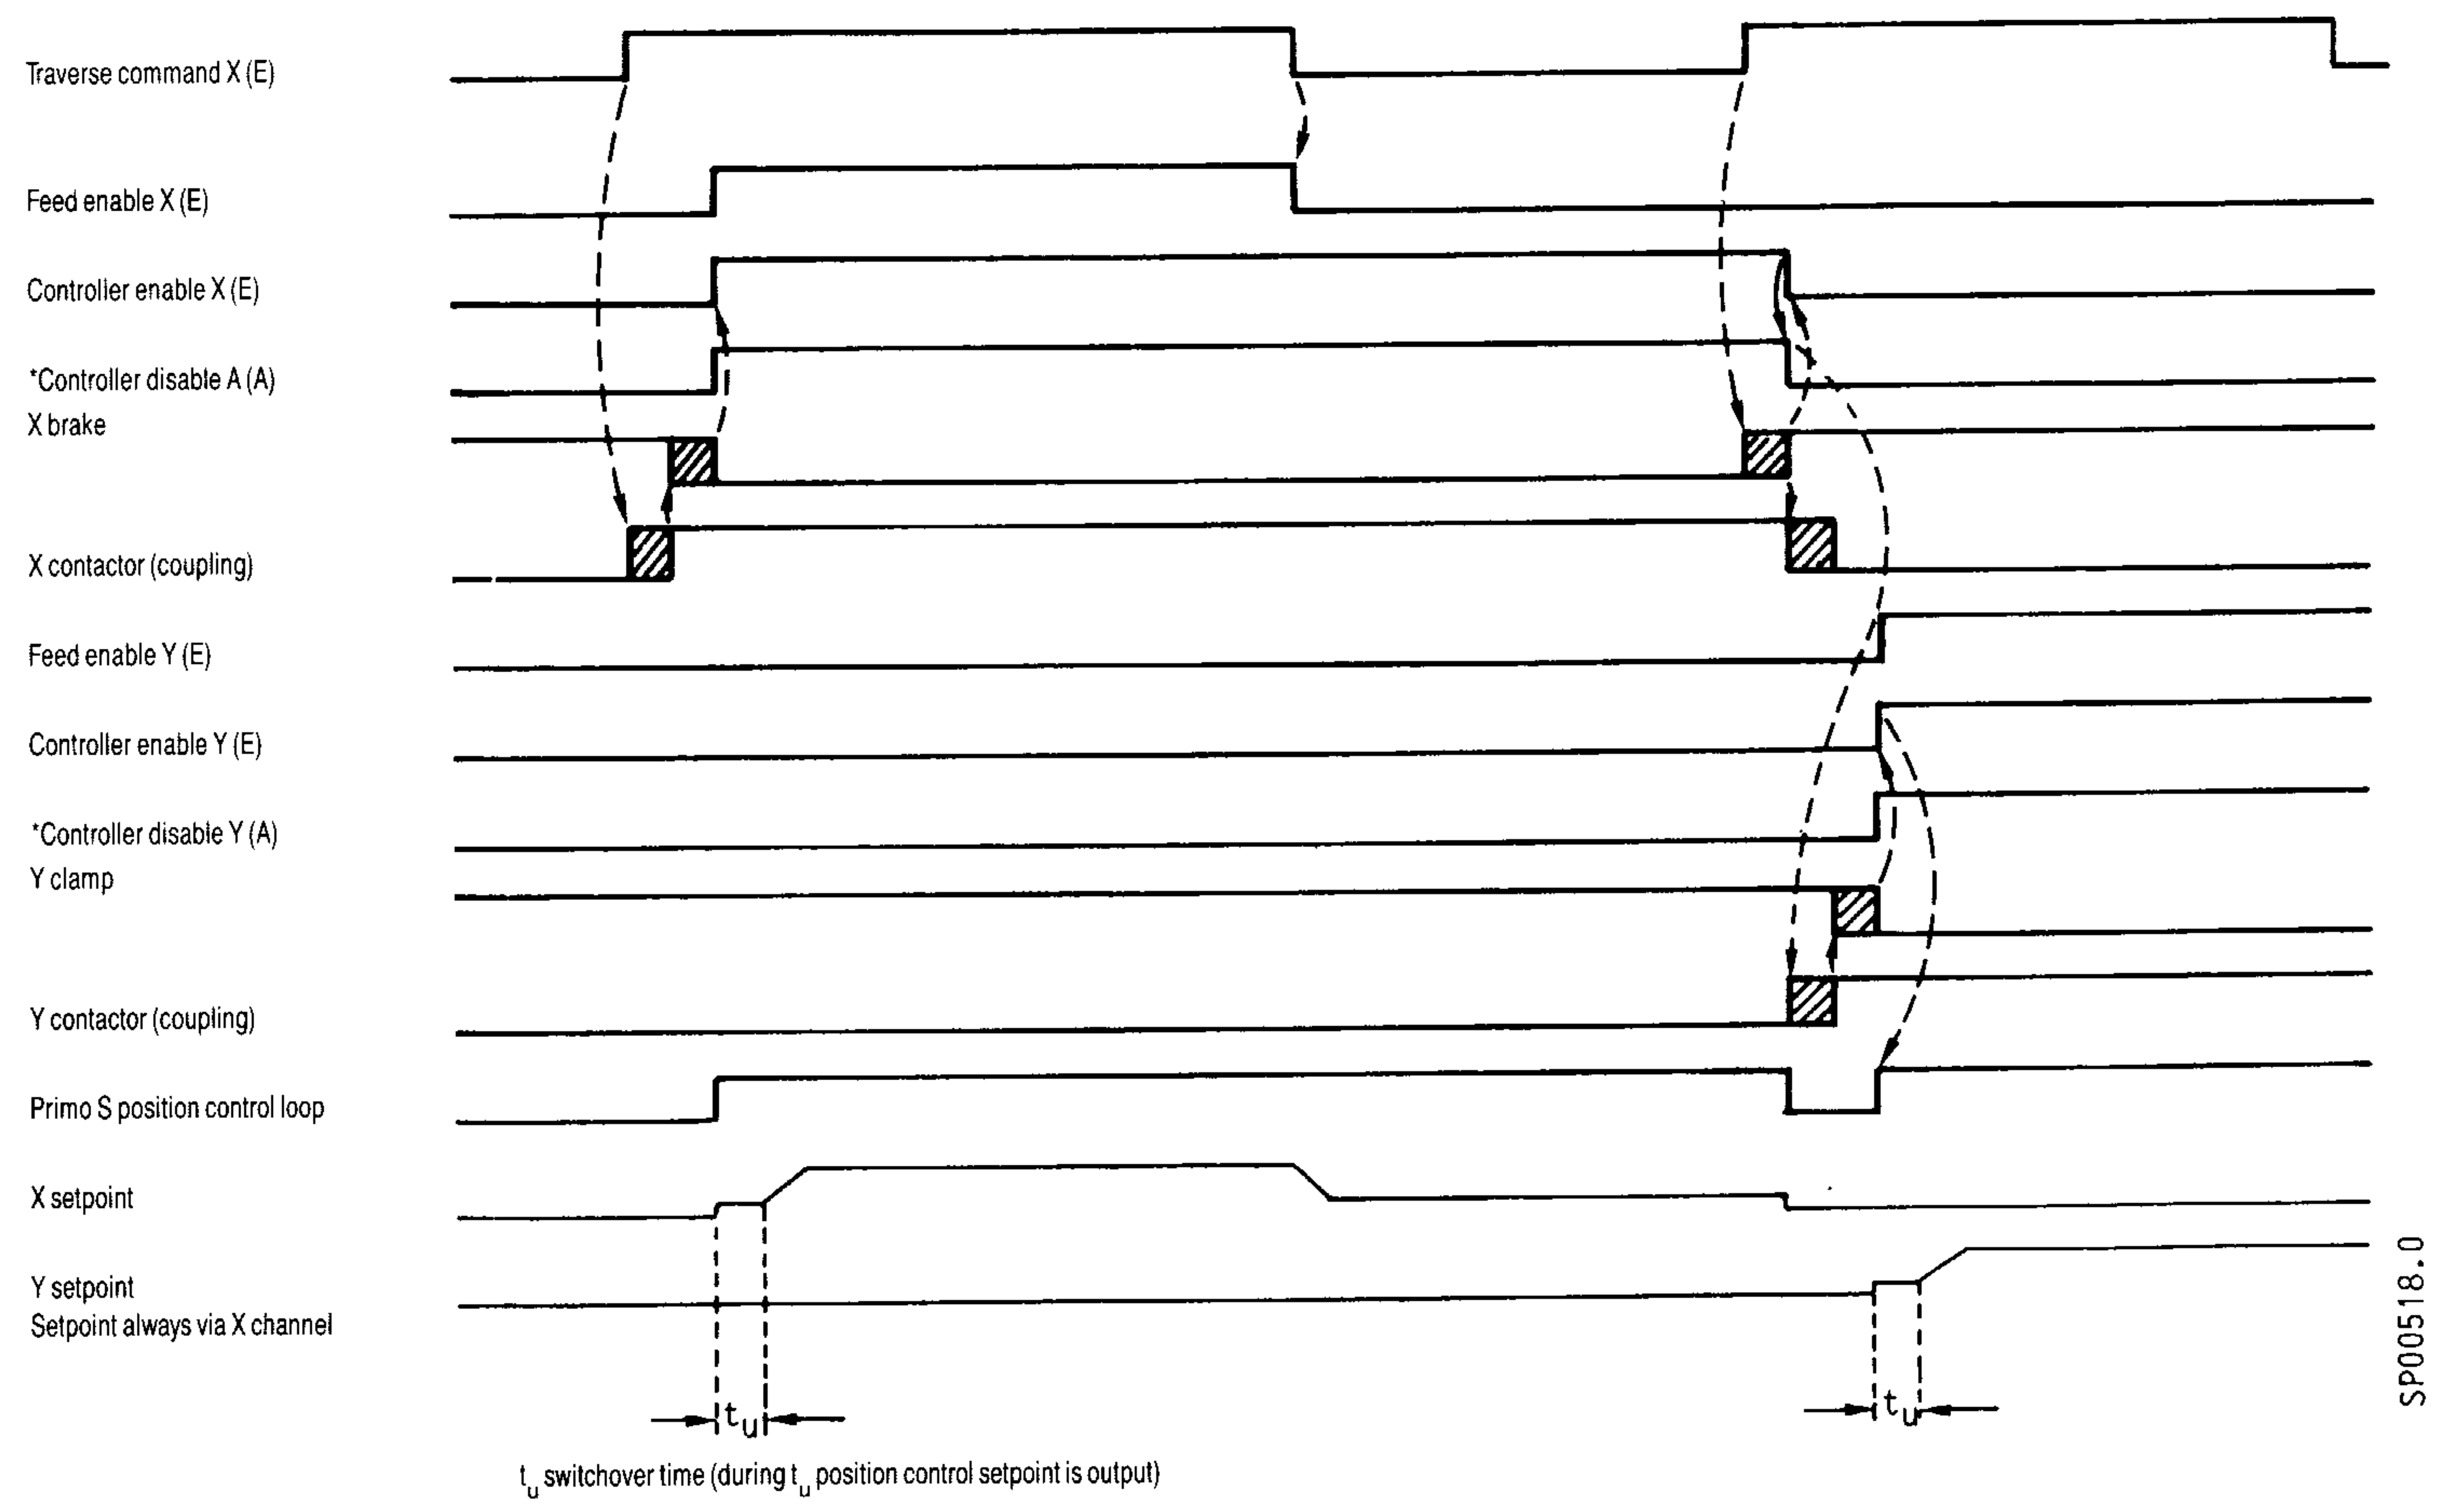 Traverse command X (E)
Feed enable X (E)
Controller enable X (E)
*Controller disable A (A)
X brake
X contactor (coupling)
Feed enable Y (E)
Controller enable Y (E)
*Controller disable Y (A)
Y clamp
Y contactor (coupling)
Primo S position control loop
X setpoint
Y setpoint
Setpoint always via X channel
tu
tu
tu switchover time (during tu position control setpoint is output)
SP00518.0